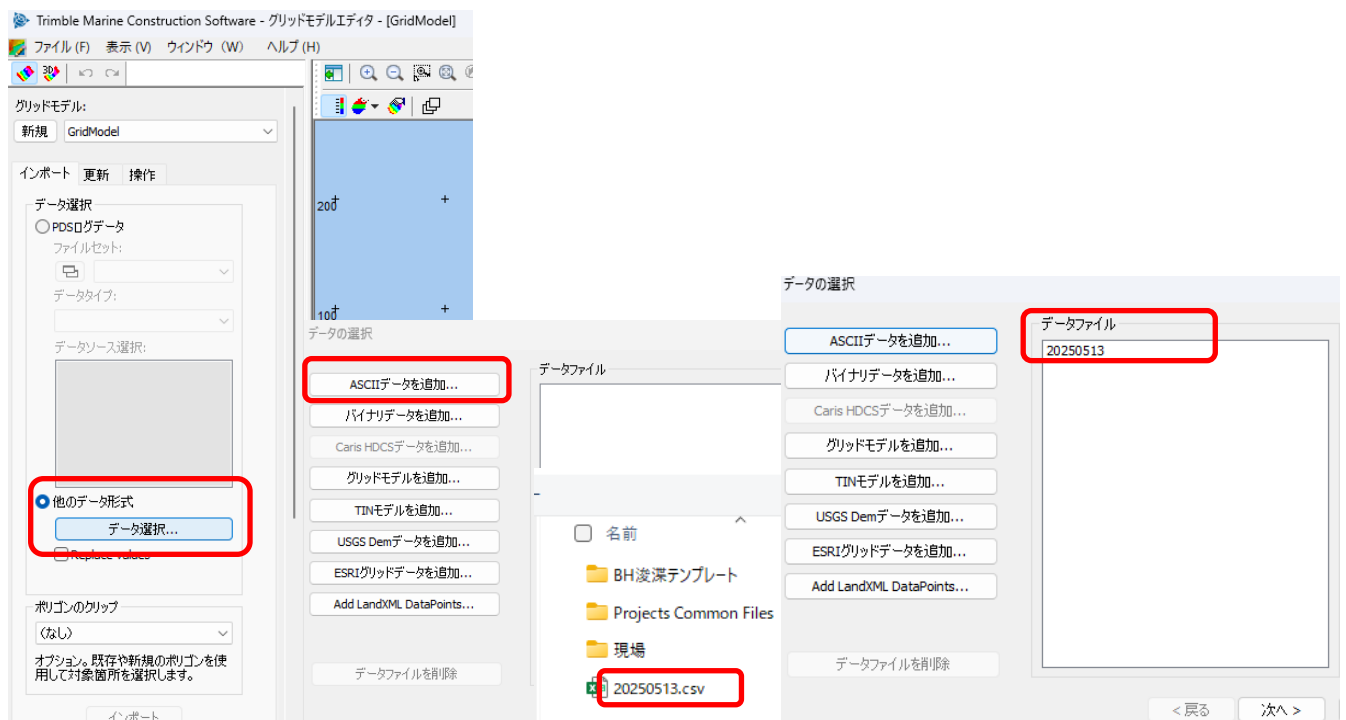 Trimble Marine Construction Software - グリッドモデルエディタ - [GridModel]
ファイル (F) 表示 (V) ウィンドウ (W) ヘルプ (H)
3D
グリッドモデル:
新規 GridModel
インポート 更新 操作
データ選択
PDSログデータ
ファイルセット:
データタイプ:
データソース選択:
他のデータ形式
データ選択...
Replace values
ポリゴンのクリップ
(なし)
オプション。既存や新規のポリゴンを使
用して対象箇所を選択します。
インポート
200
100
データの選択
ASCIIデータを追加...
バイナリデータを追加...
Caris HDCSデータを追加...
グリッドモデルを追加...
TINモデルを追加...
USGS Demデータを追加...
ESRIグリッドデータを追加...
Add LandXML DataPoints...
データファイルを削除
データファイル
名前
BH浚渫テンプレート
Projects Common Files
現場
20250513.csv
データの選択
ASCIIデータを追加...
バイナリデータを追加...
Caris HDCSデータを追加...
グリッドモデルを追加...
TINモデルを追加...
USGS Demデータを追加...
ESRIグリッドデータを追加...
Add LandXML DataPoints...
データファイルを削除
データファイル
20250513
< 戻る 次へ >